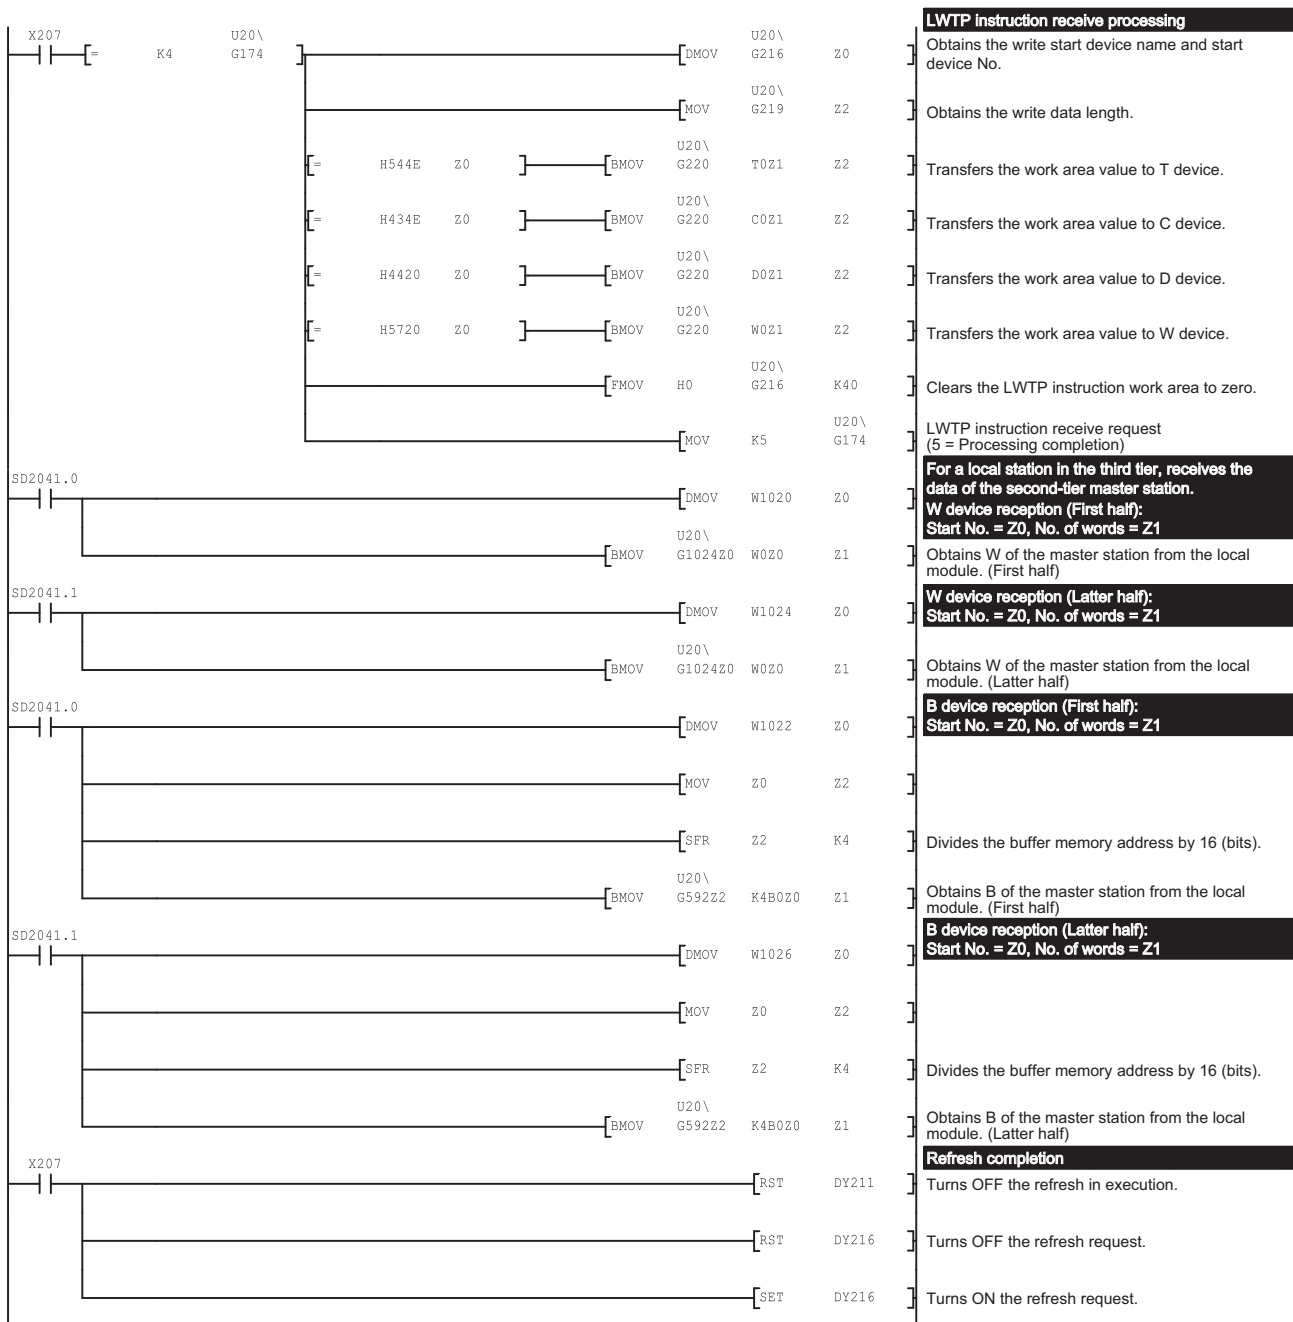 LWTP instruction receive processing
X207 U20\ U20\
= K4 G174 DMOV G216 Z0 Obtains the write start device name and start
device No.
U20\
MOV G219 Z2 Obtains the write data length.
U20\
= H544E Z0 BMOV G220 T0Z1 Z2 Transfers the work area value to T device.
U20\
= H434E Z0 BMOV G220 C0Z1 Z2 Transfers the work area value to C device.
U20\
= H4420 Z0 BMOV G220 D0Z1 Z2 Transfers the work area value to D device.
U20\
= H5720 Z0 BMOV G220 W0Z1 Z2 Transfers the work area value to W device.
U20\
FMOV H0 G216 K40 Clears the LWTP instruction work area to zero.
U20\
MOV K5 G174 LWTP instruction receive request
(5 = Processing completion)
For a local station in the third tier, receives the
data of the second-tier master station.
W device reception (First half):
Start No. = Z0, No. of words = Z1
SD2041.0
DMOV W1020 Z0
U20\
BMOV G1024Z0 W0Z0 Z1 Obtains W of the master station from the local
module. (First half)
W device reception (Latter half):
Start No. = Z0, No. of words = Z1
SD2041.1
DMOV W1024 Z0
U20\
BMOV G1024Z0 W0Z0 Z1 Obtains W of the master station from the local
module. (Latter half)
B device reception (First half):
Start No. = Z0, No. of words = Z1
SD2041.0
DMOV W1022 Z0
MOV Z0 Z2
SFR Z2 K4 Divides the buffer memory address by 16 (bits).
U20\
BMOV G592Z2 K4B0Z0 Z1 Obtains B of the master station from the local
module. (First half)
B device reception (Latter half):
Start No. = Z0, No. of words = Z1
SD2041.1
DMOV W1026 Z0
MOV Z0 Z2
SFR Z2 K4 Divides the buffer memory address by 16 (bits).
U20\
BMOV G592Z2 K4B0Z0 Z1 Obtains B of the master station from the local
module. (Latter half)
Refresh completion
X207
RST DY211 Turns OFF the refresh in execution.
RST DY216 Turns OFF the refresh request.
SET DY216 Turns ON the refresh request.